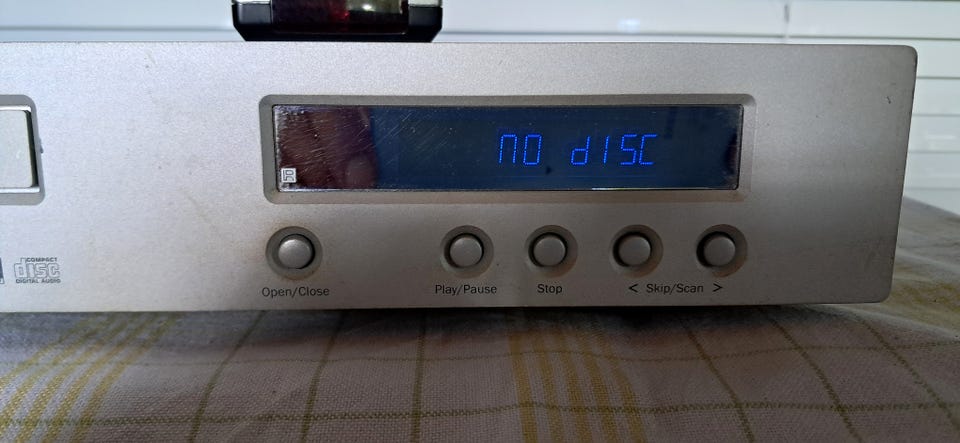 no disc
COMPACT
disc
DIGITAL AUDIO
Open/Close
Play/Pause
Stop
< Skip/Scan >